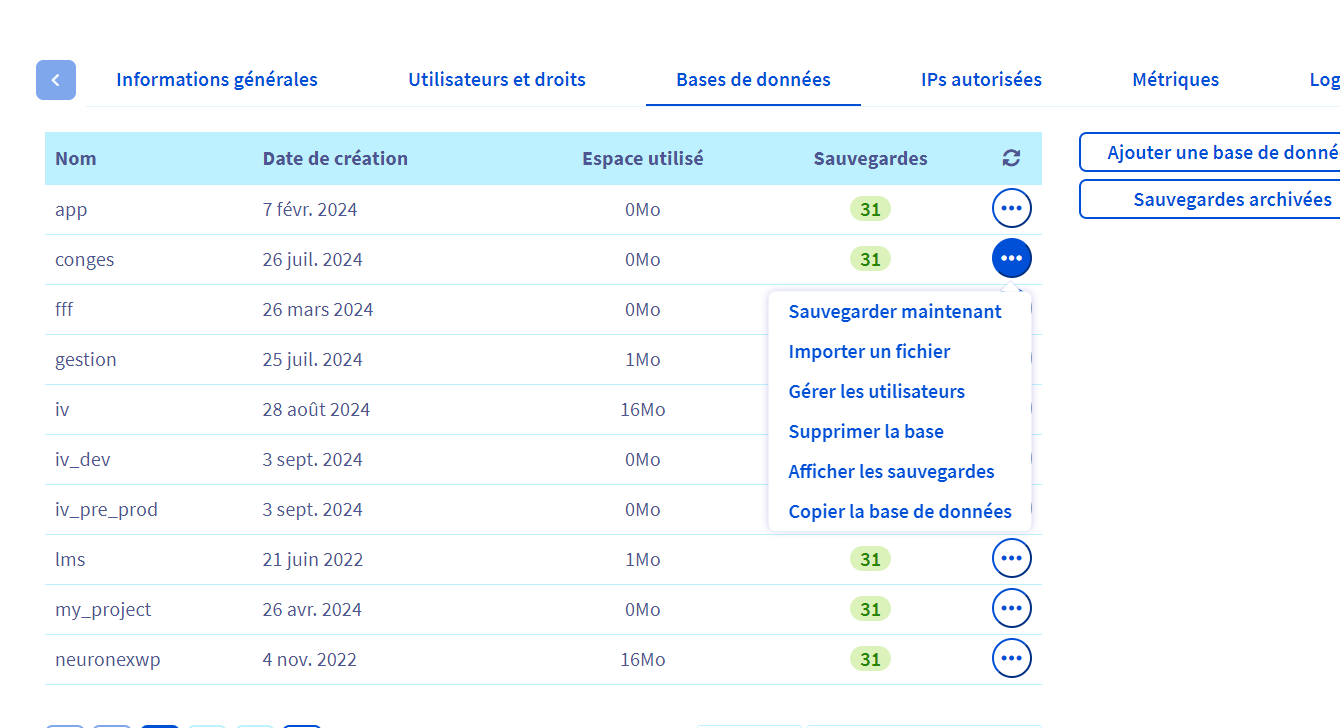 Informations générales Utilisateurs et droits Bases de données IPs autorisées Métriques Log
Nom Date de création Espace utilisé Sauvegardes
Ajouter une base de donné
Sauvegardes archivées
app 7 févr. 2024 0Mo 31
conges 26 juil. 2024 0Mo 31
fff 26 mars 2024 0Mo
gestion 25 juil. 2024 1Mo
iv 28 août 2024 16Mo
iv_dev 3 sept. 2024 0Mo
iv_pre_prod 3 sept. 2024 0Mo
Sauvegarder maintenant
Importer un fichier
Gérer les utilisateurs
Supprimer la base
Afficher les sauvegardes
Copier la base de données
lms 21 juin 2022 1Mo 31
my_project 26 avr. 2024 0Mo 31
neuronexwp 4 nov. 2022 16Mo 31